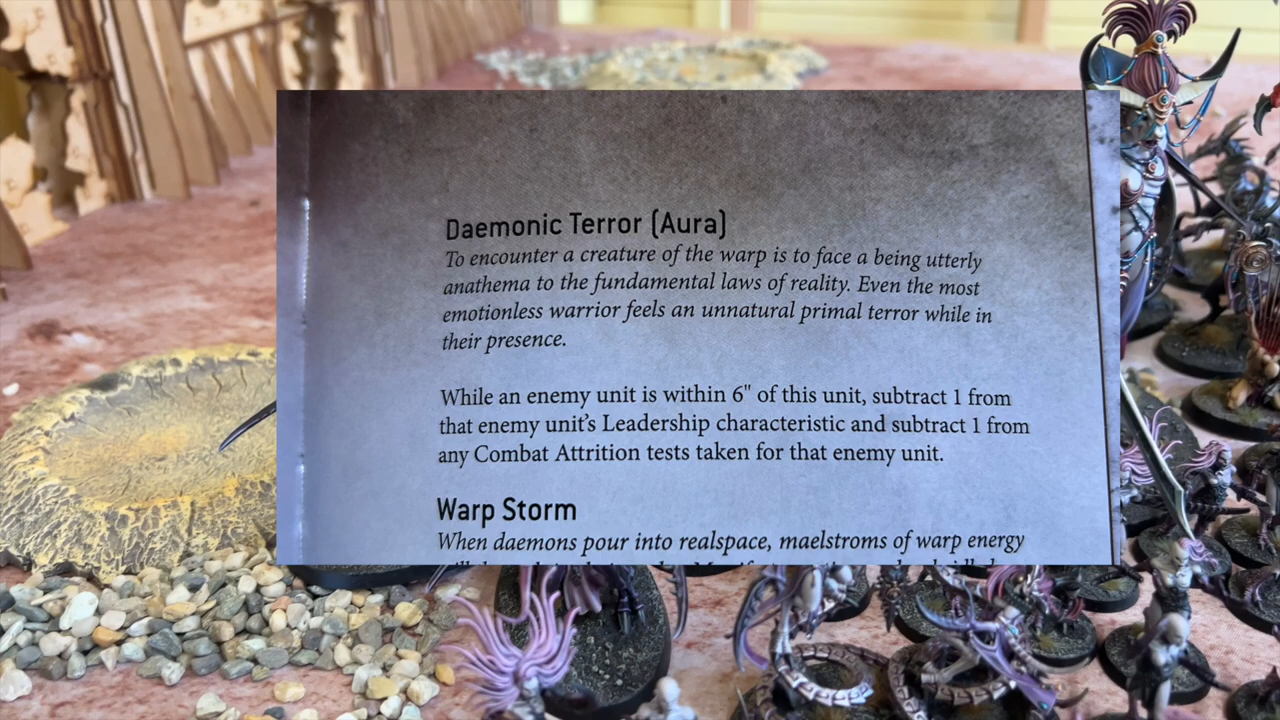 Daemonic Terror (Aura)
To encounter a creature of the warp is to face a being utterly
anathema to the fundamental laws of reality. Even the most
emotionless warrior feels an unnatural primal terror while in
their presence.
While an enemy unit is within 6" of this unit, subtract 1 from
that enemy unit's Leadership characteristic and subtract 1 from
any Combat Attrition tests taken for that enemy unit.
Warp Storm
When daemons pour into realspace, maelstroms of warp energy